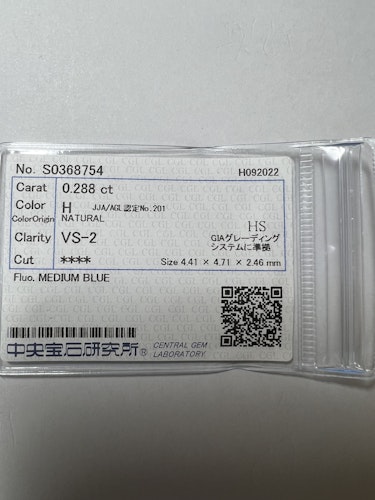 No. S0368754 H092022
Carat 0.288 ct
Color H JJA/AGL認定No.201
ColorOrigin NATURAL
Clarity VS-2 HS
GIAグレーディング
システムに準拠
Cut **** Size 4.41 × 4.71 × 2.46 mm
Fluo. MEDIUM BLUE
中央宝石研究所® CENTRAL GEM
LABORATORY